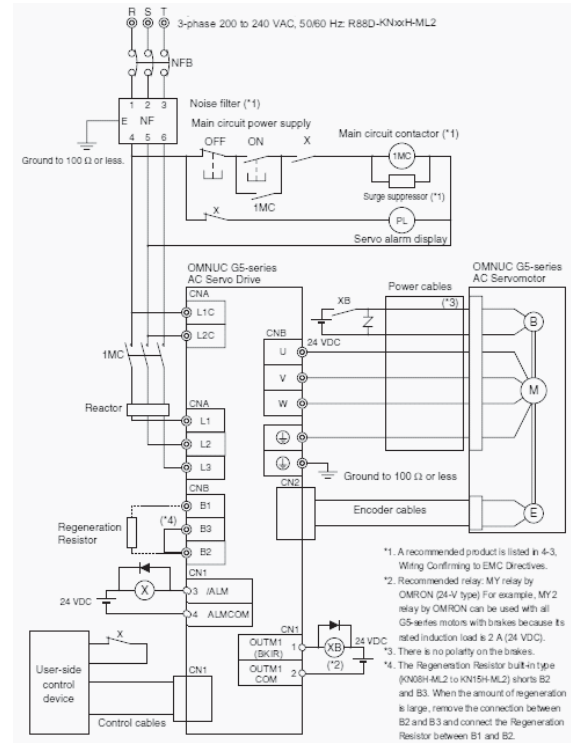 R S T
3-phase 200 to 240 VAC, 50/60 Hz: R88D-KNxxH-ML2
NFB
1 2 3
Noise filter (*1)
E NF
Main circuit power supply
4 5 6
OFF ON X
Main circuit contactor (*1)
Ground to 100 Ω or less.
1MC
Surge suppressor (*1)
1MC
X
PL
Servo alarm display
OMNUC G5-series
AC Servo Drive
OMNUC G5-series
AC Servomotor
CNA
Power cables
XB
(*3)
L1C
B
L2C
CNB
24 VDC
1MC
U
V
M
W
Reactor
CNA
L1
L2
L3
Ground to 100 Ω or less
CNB
CN2
B1
Regeneration
Resistor
(*4)
B3
Encoder cables
E
B2
CN1
X
3 /ALM
24 VDC
4 ALMCOM
CN1
OUTM1
(BKIR)
1
XB
24 VDC
(*2)
OUTM1
COM
2
X
User-side
control
device
CN1
Control cables
*1. A recommended product is listed in 4-3,
Wiring Confirming to EMC Directives.
*2. Recommended relay: MY relay by
OMRON (24-V type) For example, MY2
relay by OMRON can be used with all
G5-series motors with brakes because its
rated induction load is 2 A (24 VDC).
*3. There is no polarity on the brakes.
*4. The Regeneration Resistor built-in type
(KN08H-ML2 to KN15H-ML2) shorts B2
and B3. When the amount of regeneration
is large, remove the connection between
B2 and B3 and connect the Regeneration
Resistor between B1 and B2.